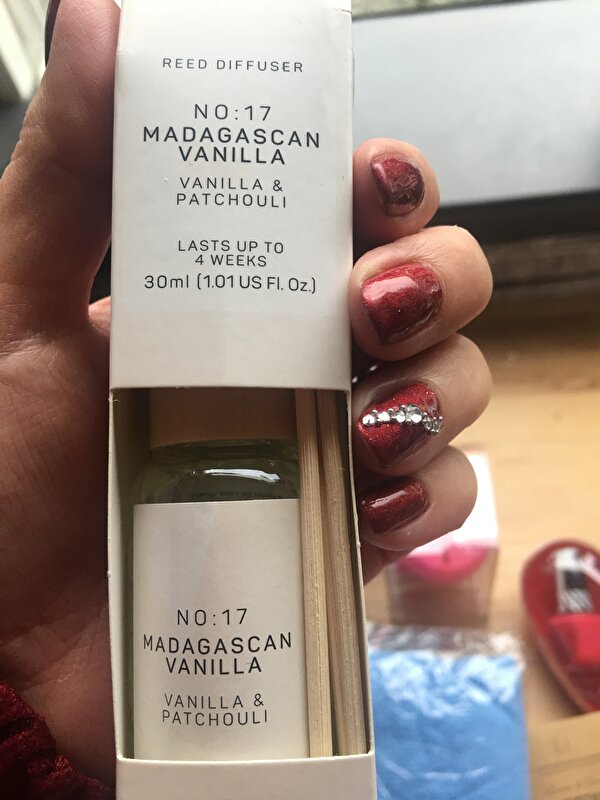 REED DIFFUSER
NO:17
MADAGASCAN
VANILLA
VANILLA &
PATCHOULI
LASTS UP TO
4 WEEKS
30ml (1.01 US Fl. Oz.)
NO:17
MADAGASCAN
VANILLA
VANILLA &
PATCHOULI